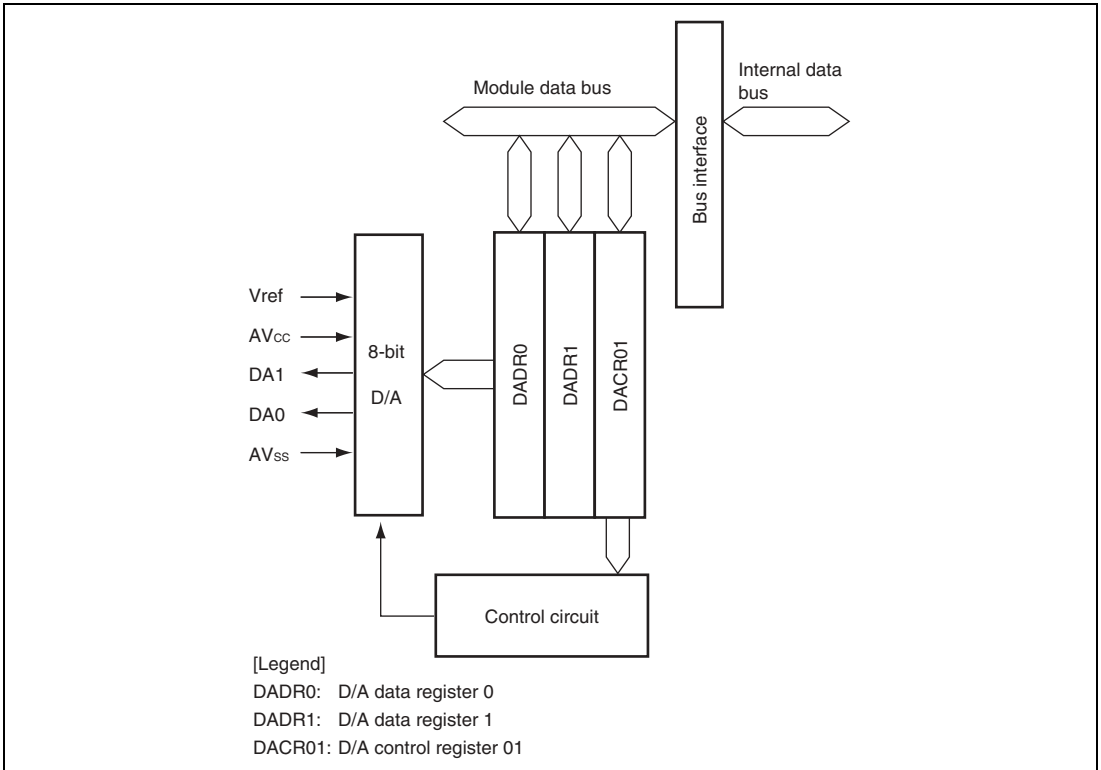 Module data bus
Internal data
bus
Bus interface
Vref
AVCC
DA1
DA0
AVSS
8-bit
D/A
DADR0
DADR1
DACR01
Control circuit
[Legend]
DADR0: D/A data register 0
DADR1: D/A data register 1
DACR01: D/A control register 01